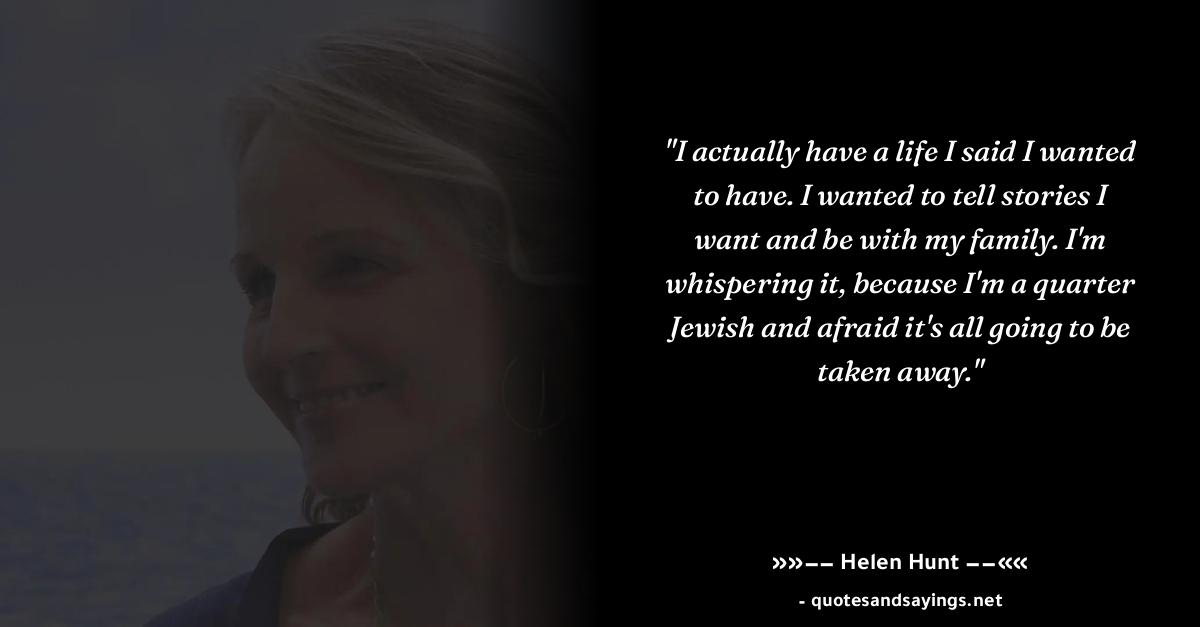 "I actually have a life I said I wanted
to have. I wanted to tell stories I
want and be with my family. I'm
whispering it, because I'm a quarter
Jewish and afraid it's all going to be
taken away."
»»−− Helen Hunt −−««
- quotesandsayings.net